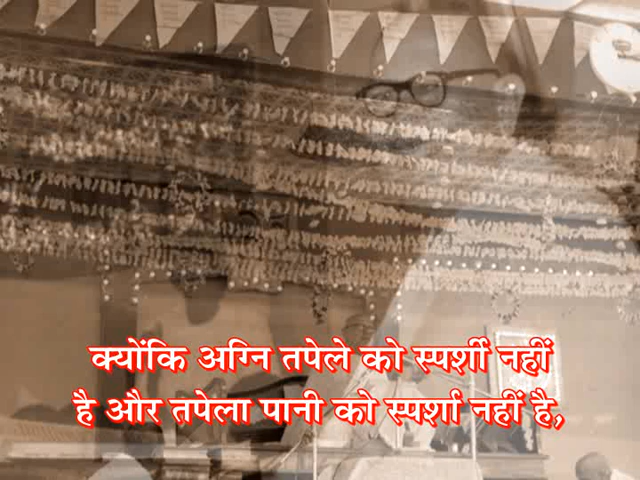 क्योंकि अग्नि तपेले को स्पर्शी नहीं
है और तपेला पानी को स्पर्शा नहीं है,